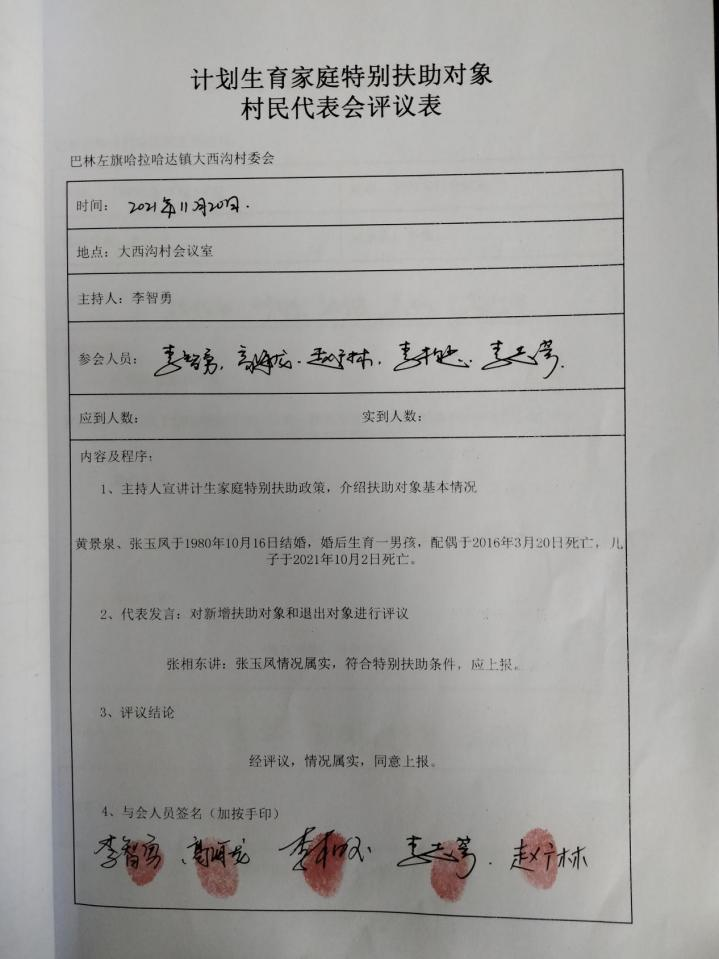 计划生育家庭特别扶助对象
村民代表会评议表
巴林左旗哈拉哈达镇大西沟村委会
时间: 2021年11月20日.
地点: 大西沟村会议室
主持人: 李智勇
参会人员: 李智勇. 赵广林.
应到人数: 实到人数:
内容及程序:
1、主持人宣讲计生家庭特别扶助政策，介绍扶助对象基本情况
黄景泉、张玉凤于1980年10月16日结婚，婚后生育一男孩，配偶于2016年3月20日死亡，儿
子于2021年10月2日死亡。
2、代表发言: 对新增扶助对象和退出对象进行评议
张相东讲: 张玉凤情况属实，符合特别扶助条件，应上报。
3、评议结论
经评议，情况属实，同意上报。
4、与会人员签名（加按手印）
李智勇 赵广林